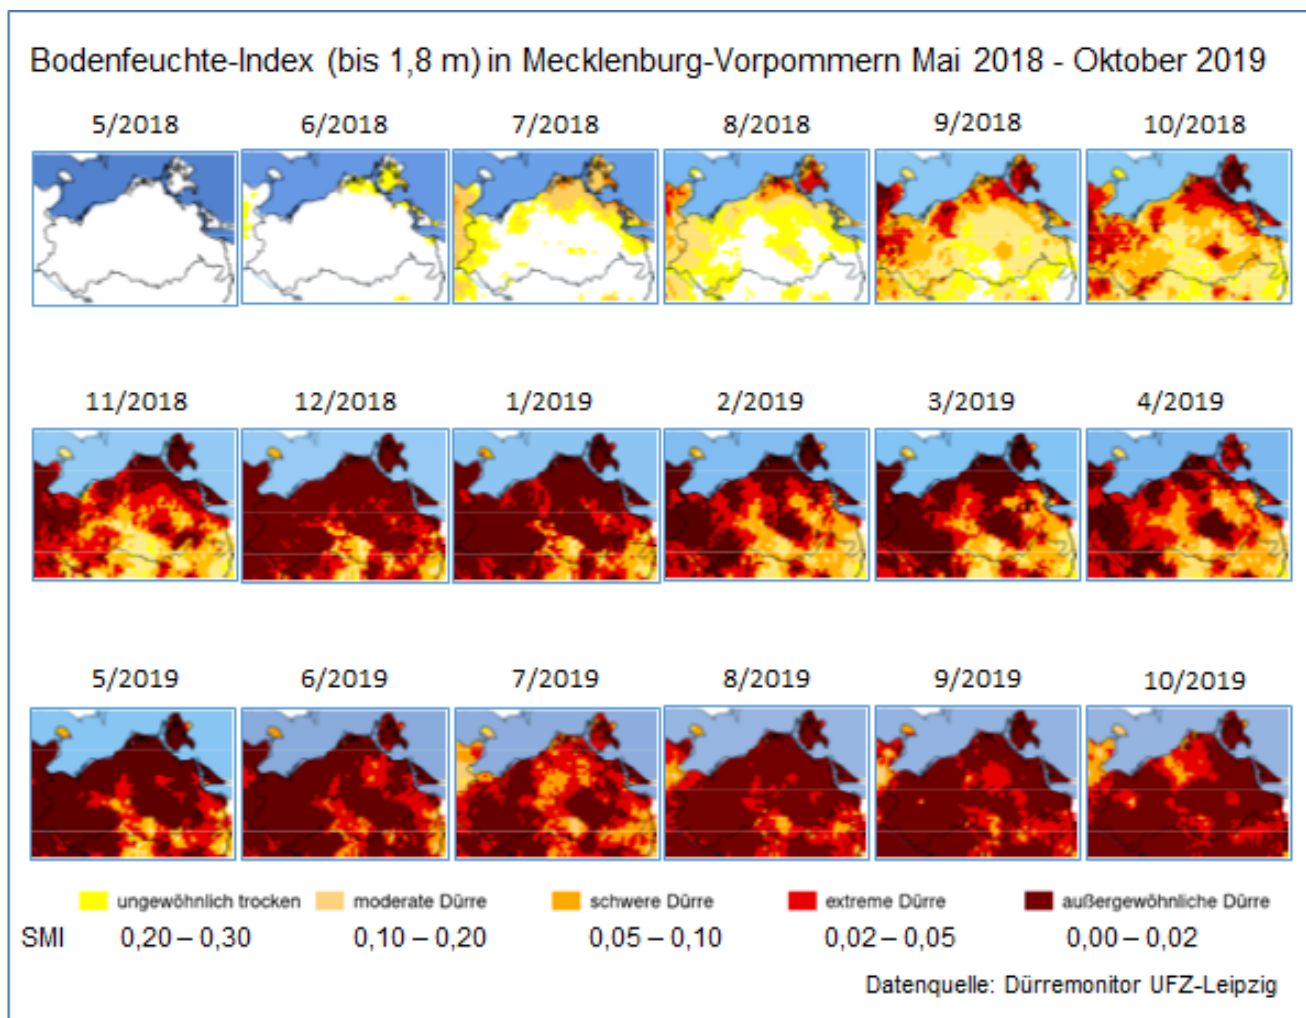 Bodenfeuchte-Index (bis 1,8 m) in Mecklenburg-Vorpommern Mai 2018 - Oktober 2019
5/2018 6/2018 7/2018 8/2018 9/2018 10/2018
11/2018 12/2018 1/2019 2/2019 3/2019 4/2019
5/2019 6/2019 7/2019 8/2019 9/2019 10/2019
ungewöhnlich trocken moderate Dürre schwere Dürre extreme Dürre außergewöhnliche Dürre
SMI 0,20 – 0,30 0,10 – 0,20 0,05 – 0,10 0,02 – 0,05 0,00 – 0,02
Datenquelle: Dürremonitor UFZ-Leipzig